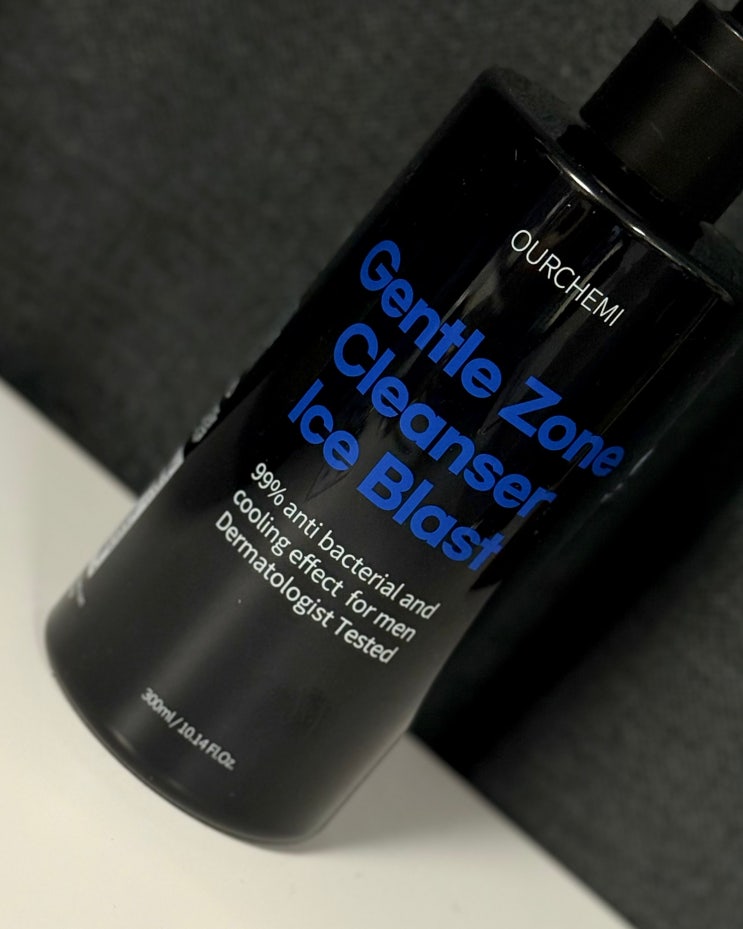 OURCHEMI
Gentle Zone
Cleanser
Ice Blast
99% anti bacterial and
cooling effect for men
Dermatologist Tested
300ml / 10.14 Fl.Oz.